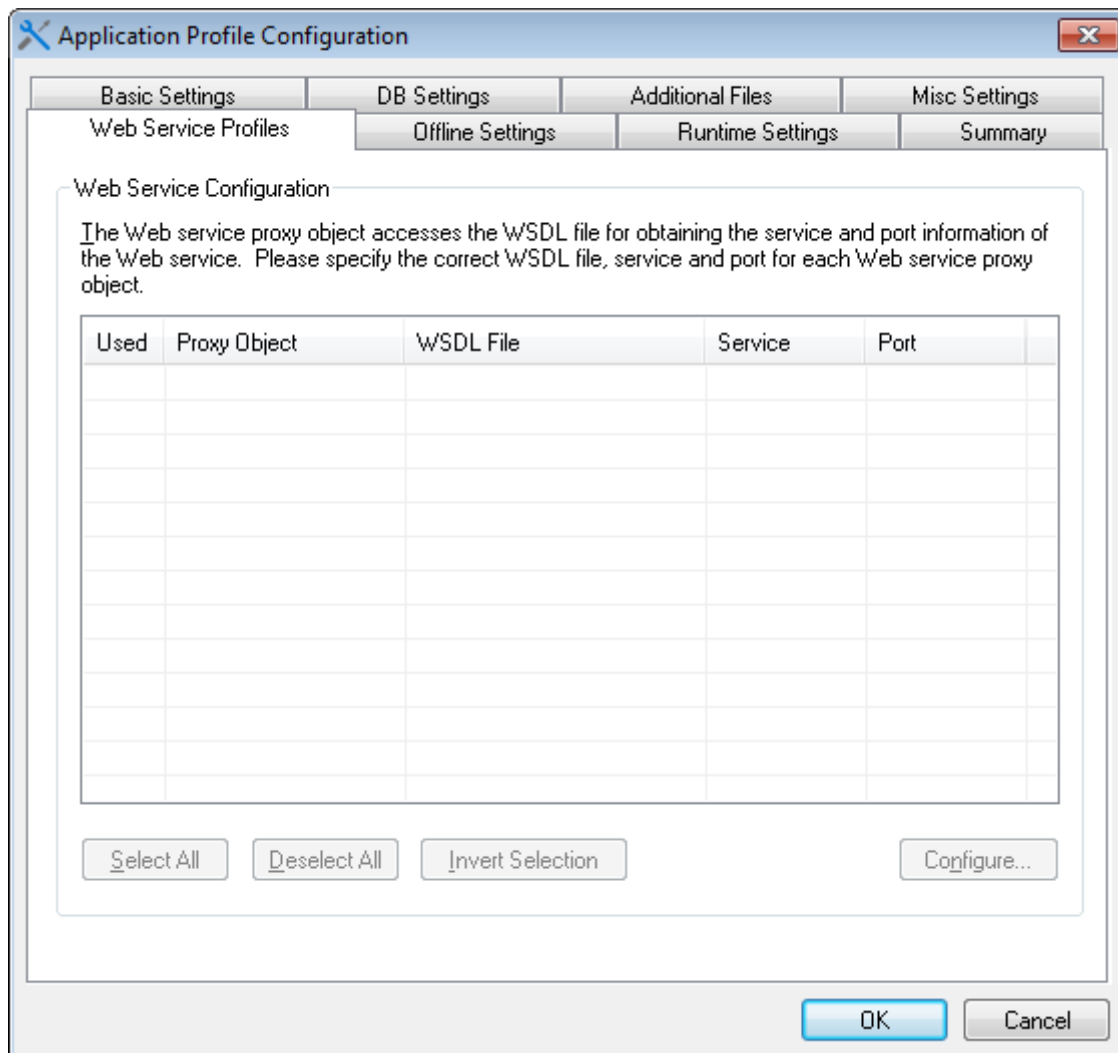 Application Profile Configuration
Basic Settings DB Settings Additional Files Misc Settings
Web Service Profiles Offline Settings Runtime Settings Summary
Web Service Configuration
The Web service proxy object accesses the WSDL file for obtaining the service and port information of
the Web service.  Please specify the correct WSDL file, service and port for each Web service proxy
object.
Used Proxy Object WSDL File Service Port
Select All Deselect All Invert Selection Configure...
OK Cancel